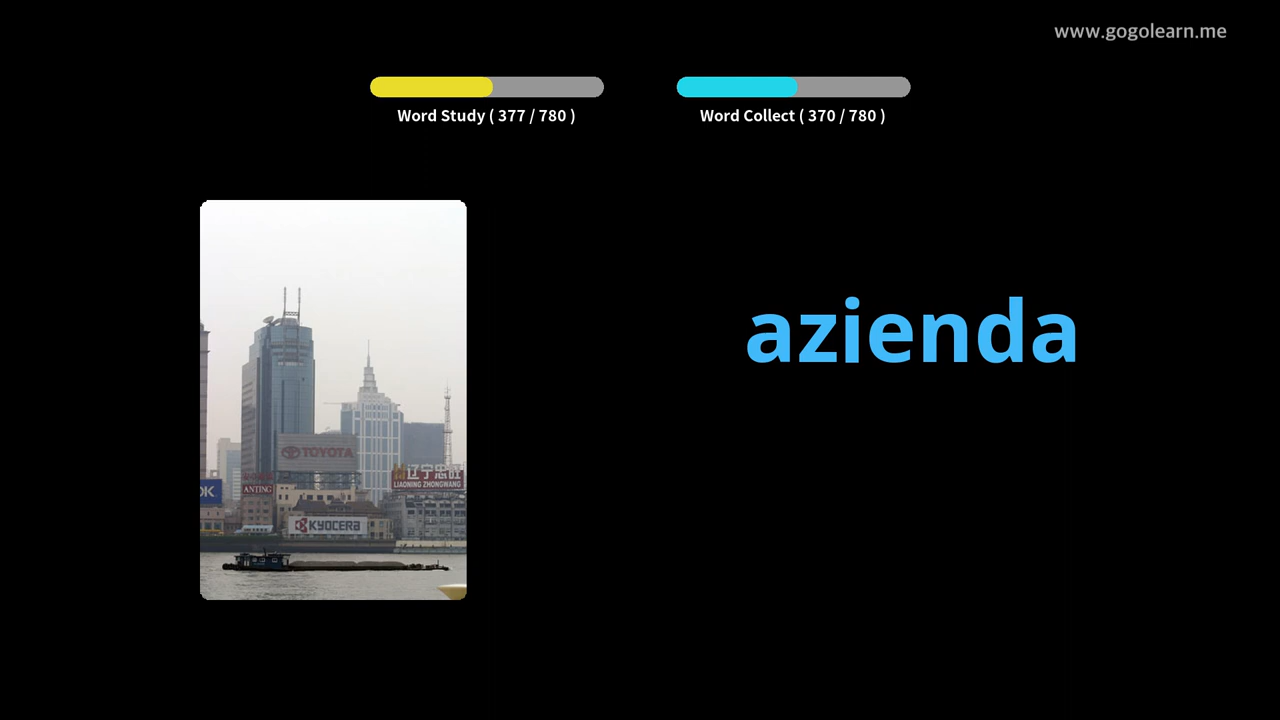 www.gogolearn.me
Word Study ( 377 / 780 )
Word Collect ( 370 / 780 )
azienda
TOYOTA
辽宁忠旺
LIAONING ZHONGWANG
OK
ANTING
KYOCERA